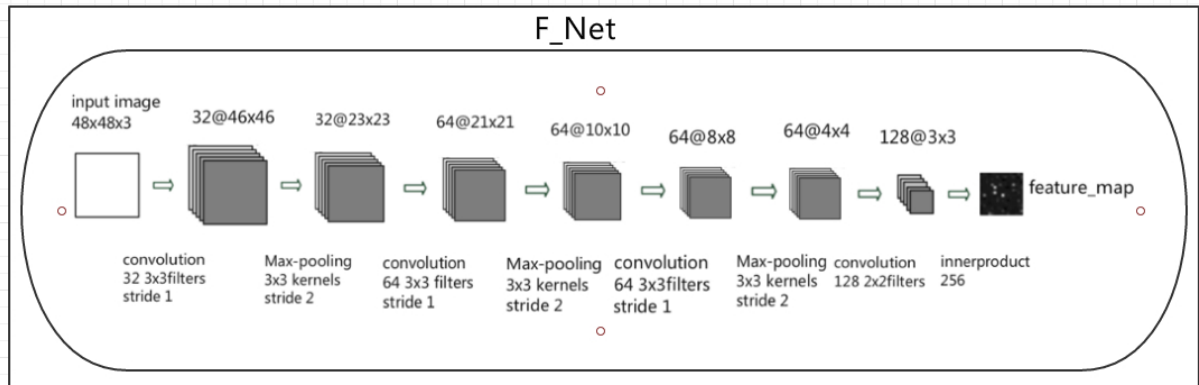 F_Net
input image
48x48x3
32@46x46
32@23x23
64@21x21
64@10x10
64@8x8
64@4x4
128@3x3
feature_map
convolution
32 3x3filters
stride 1
Max-pooling
3x3 kernels
stride 2
convolution
64 3x3 filters
stride 1
Max-pooling
3x3 kernels
stride 2
convolution
64 3x3filters
stride 1
Max-pooling
3x3 kernels
stride 2
convolution
128 2x2filters
innerproduct
256